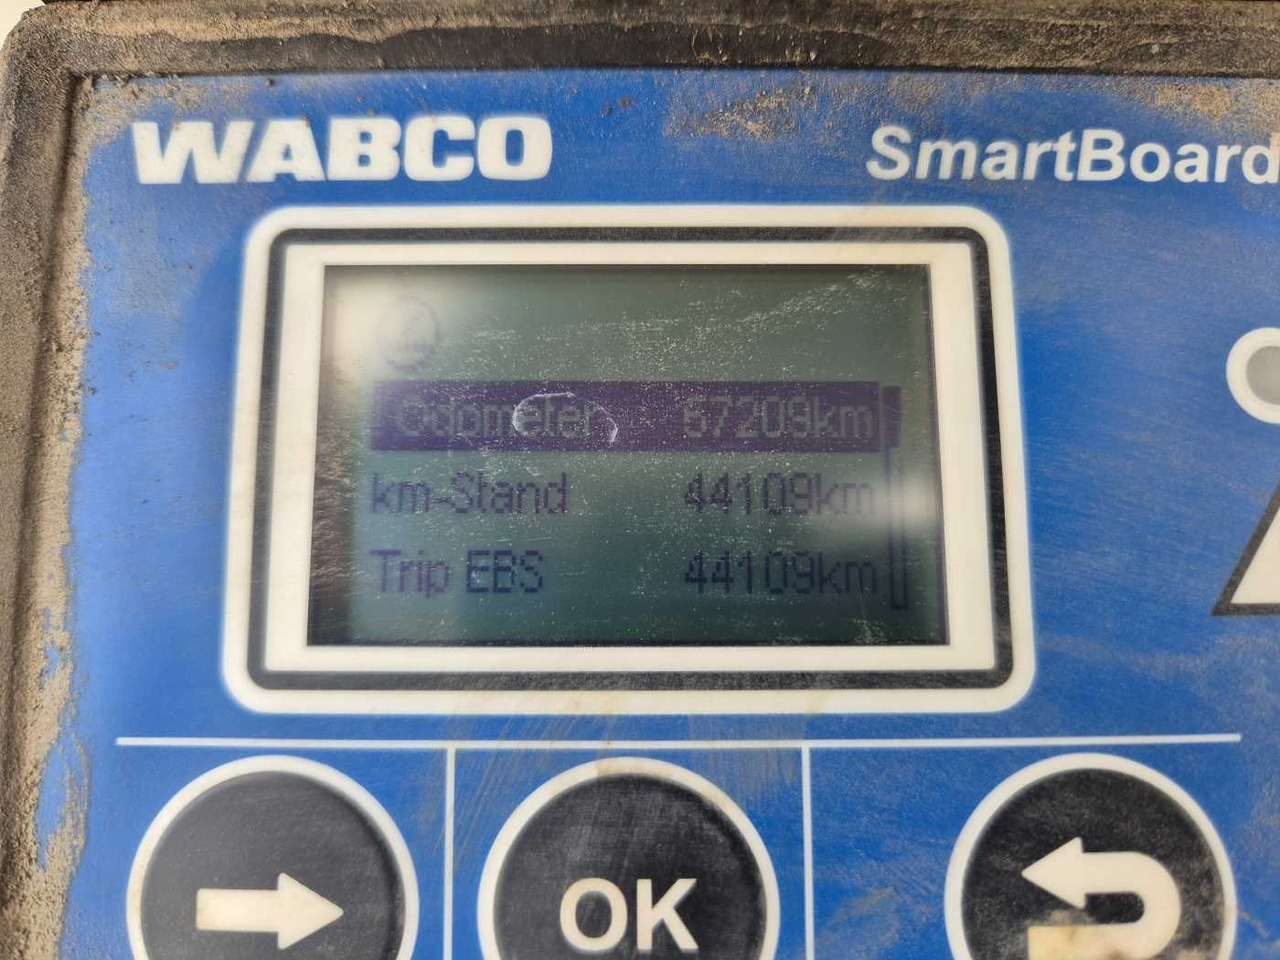 WABCO
SmartBoard
Odometer 57209km
km-Stand 44109km
Trip EBS 44109km
OK